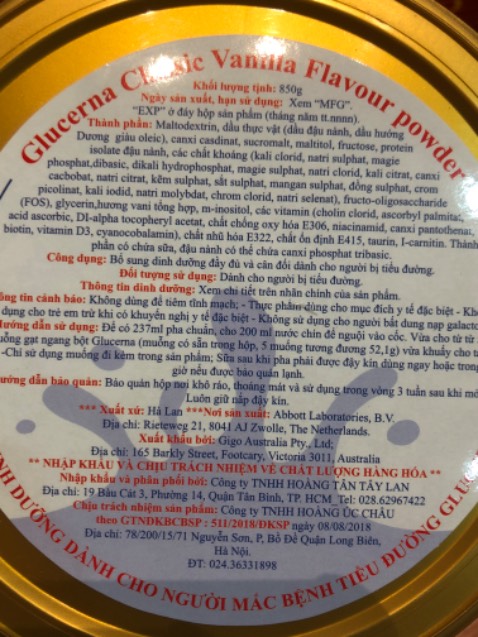 Glucerna Classic Vanilla Flavour powder
Khối lượng tịnh: 850g
Ngày sản xuất, hạn sử dụng: Xem “MFG”.
“EXP” ở đáy hộp sản phẩm (tháng năm tt.nnnn).
Thành phần: Maltodextrin, dầu thực vật (dầu đậu nành, dầu hướng
Dương giàu oleic), canxi casdinat, sucromalt, maltitol, fructose, protein
isolate đậu nành, các chất khoáng (kali clorid, natri sulphat, magie
phosphat,dibasic, dikali hydrophosphat, magie sulphat, natri clorid, kali citrat, canxi
cacbobat, natri citrat, kẽm sulphat, sắt sulphat, mangan sulphat, đồng sulphat, crom
picolinat, kali iodid, natri molybdat, chrom clorid, natri selenat), fructo-oligosaccharide
(FOS), glycerin,hương vani tổng hợp, m-inositol, các vitamin (cholin clorid, ascorbyl palmitat,
acid ascorbic, DI-alpha tocopheryl acetat, chất chống oxy hóa E306, niacinamid, canxi pantothenat,
biotin, vitamin D3, cyanocobalamin), chất nhũ hóa E322, chất ổn định E415, taurin, I-carnitin. Thành
phần có chứa sữa, đậu nành có thể chứa canxi phosphat tribasic.
Công dụng: Bổ sung dinh dưỡng đầy đủ và cân đối dành cho người bị tiểu đường.
Đối tượng sử dụng: Dành cho người bị tiểu đường.
Thông tin dinh dưỡng: Xem chi tiết trên nhãn chính của sản phẩm.
ông tin cảnh báo: Không dùng để tiêm tĩnh mạch; - Thực phẩm dùng cho mục đích y tế đặc biệt - Khô
dụng cho trẻ em trừ khi có khuyến nghị y tế đặc biệt - Không sử dụng cho người bất dung nạp galacto
Hướng dẫn sử dụng: Để có 237ml pha chuẩn, cho 200 ml nước chín để nguội vào cốc. Vừa cho từ từ
uỗng gạt ngang bột Glucerna (muỗng có sẵn trong hộp, 5 muỗng tương đương 52,1g) vừa khuấy cho ta
-Chỉ sử dụng muỗng đi kèm trong sản phẩm; Sữa sau khi pha phải được đậy kín dùng ngay hoặc trong
giờ nếu được bảo quản lạnh.
ướng dẫn bảo quản: Bảo quản hộp nơi khô ráo, thoáng mát và sử dụng trong vòng 3 tuần sau khi mở
Luôn giữ nắp đậy kín.
*** Xuất xứ: Hà Lan ***Nơi sản xuất: Abbott Laboratories, B.V.
Địa chỉ: Rieteweg 21, 8041 AJ Zwolle, The Netherlands.
Xuất khẩu bởi: Gigo Australia Pty., Ltd;
Địa chỉ: 165 Barkly Street, Footcary, Victoria 3011, Australia
** NHẬP KHẨU VÀ CHỊU TRÁCH NHIỆM VỀ CHẤT LƯỢNG HÀNG HÓA **
Nhập khẩu và phân phối bởi: Công ty TNHH HOÀNG TÂN TÂY LAN
Địa chỉ: 19 Bàu Cát 3, Phường 14, Quận Tân Bình, TP. HCM_Tel: 028.62967422
Chịu trách nhiệm sản phẩm: Công ty TNHH HOÀNG ÚC CHÂU
theo GTNĐKBCBSP : 511/2018/ĐKSP ngày 08/08/2018
Địa chỉ: 78/200/15/71 Nguyễn Sơn, P, Bồ Đề Quận Long Biên,
Hà Nội.
ĐT: 024.36331898
INH DƯỠNG DÀNH CHO NGƯỜI MẮC BỆNH TIỂU ĐƯỜNG GLUC